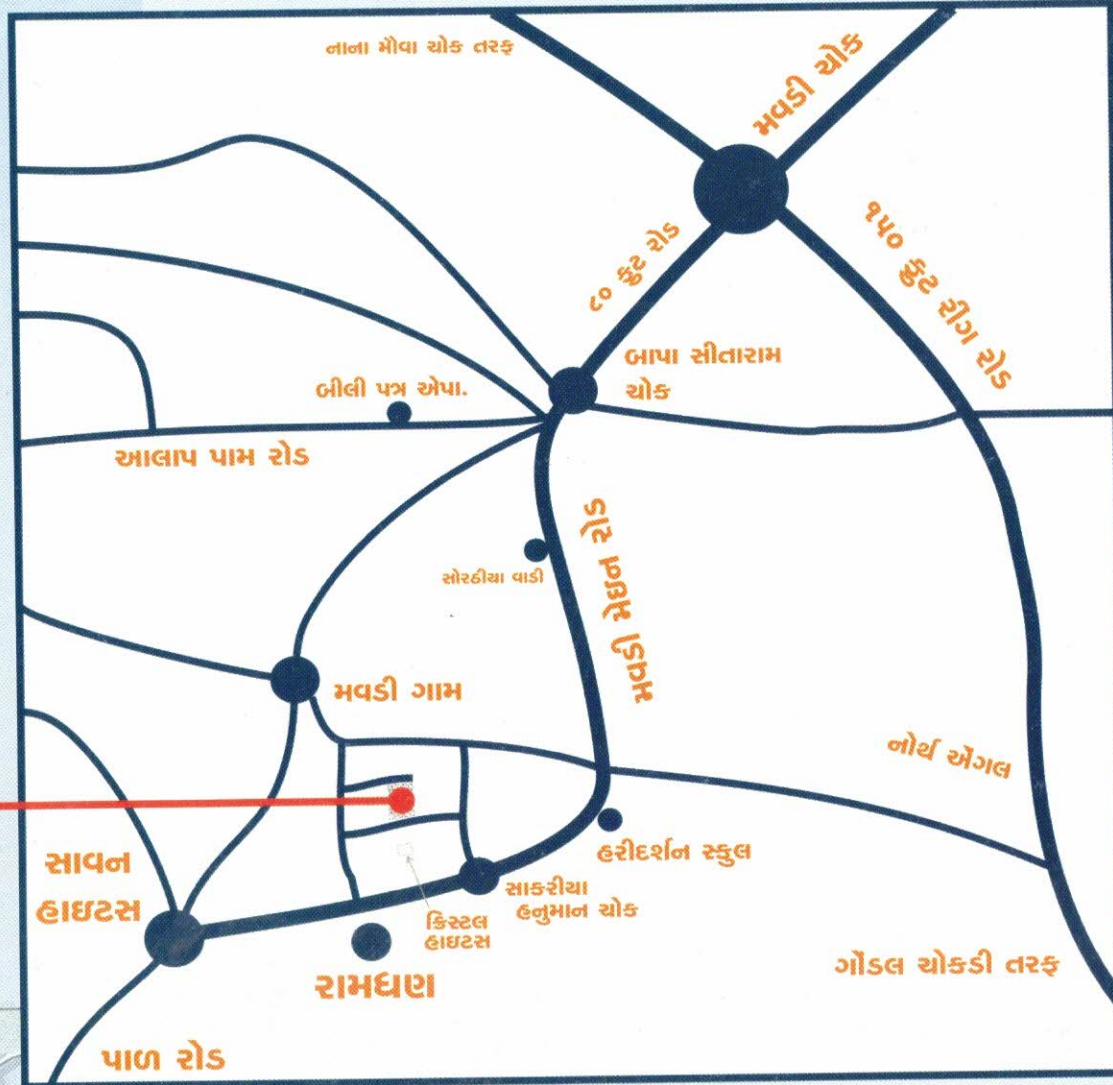 નાના મૌવા ચોક તરફ
મવડી ચોક
૮૦ ફુટ રોડ
૧૫૦ ફુટ રીંગ રોડ
બાપા સીતારામ
ચોક
બીલી પત્ર એપા.
આલાપ પામ રોડ
સોરઠીયા વાડી
મવડી મેઇન રોડ
મવડી ગામ
નોર્થ એંગલ
હરીદર્શન સ્કુલ
સાવન
હાઇટસ
સાકરીયા
હનુમાન ચોક
ક્રિસ્ટલ
હાઇટસ
ગોંડલ ચોકડી તરફ
રામધણ
પાળ રોડ